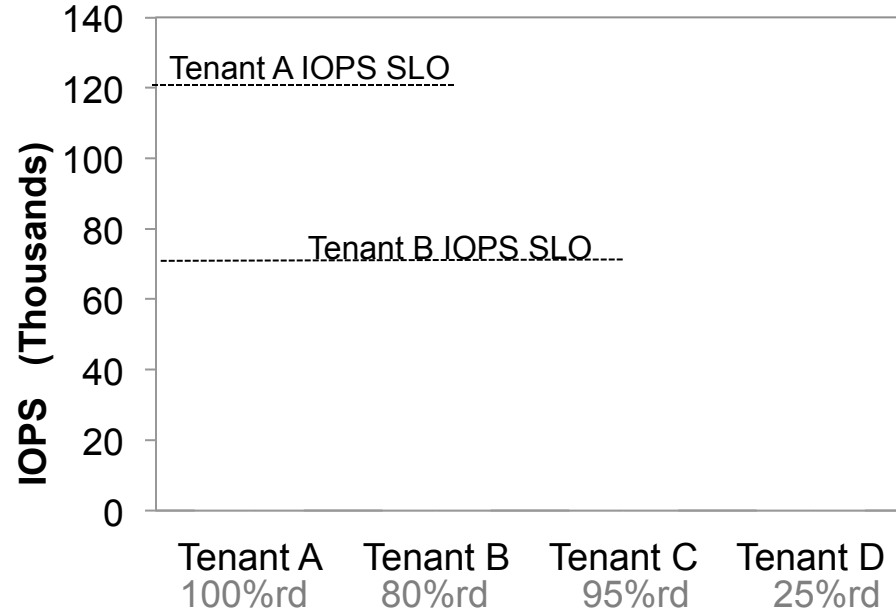 140
Tenant A IOPS SLO
120
100
80
Tenant B IOPS SLO
60
40
20
0
IOPS (Thousands)
Tenant A Tenant B Tenant C Tenant D
100%rd 80%rd 95%rd 25%rd